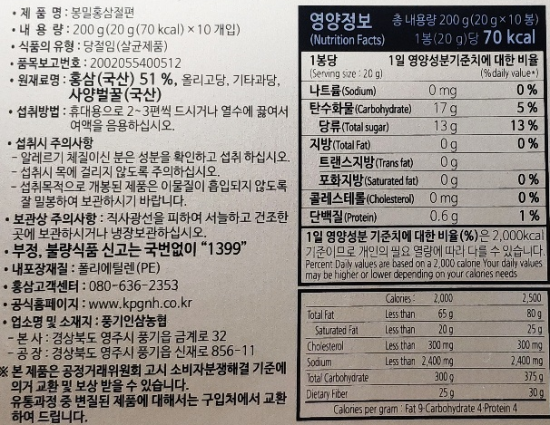 • 제 품 명 : 봉밀홍삼절편
• 내 용 량 : 200 g (20 g (70 kcal) × 10 개입)
• 식품의 유형 : 당절임(살균제품)
• 품목보고번호 : 2002055400512
• 원재료명 : 홍삼(국산) 51 %, 올리고당, 기타과당,
사양벌꿀(국산)
• 섭취방법 : 휴대용으로 2~3편씩 드시거나 열수에 끓여서
여액을 음용하십시오.
• 섭취시 주의사항
- 알레르기 체질이신 분은 성분을 확인하고 섭취 하십시오.
- 섭취시 목에 걸리지 않도록 주의하십시오.
- 섭취목적으로 개봉된 제품은 이물질이 흡입되지 않도록
잘 밀봉하여 보관하시기 바랍니다.
• 보관상 주의사항 : 직사광선을 피하여 서늘하고 건조한
곳에 보관하시거나 냉장보관하십시오.
• 부정, 불량식품 신고는 국번없이 “1399”
• 내포장재질 : 폴리에틸렌(PE)
• 홍삼고객센터 : 080-636-2353
• 공식홈페이지 : www.kpgnh.co.kr
• 업소명 및 소재지 : 풍기인삼농협
- 본 사 : 경상북도 영주시 풍기읍 금계로 32
- 공 장 : 경상북도 영주시 풍기읍 신재로 856-11
※ 본 제품은 공정거래위원회 고시 소비자분쟁해결 기준에
의거 교환 및 보상 받을 수 있습니다.
유통과정 중 변질된 제품에 대해서는 구입처에서 교환
하여 드립니다.
영양정보 총 내용량 200 g (20 g × 10 봉)
(Nutrition Facts) 1봉(20 g)당 70 kcal
1봉당 1일 영양성분기준치에 대한 비율
(Serving size : 20 g) (% daily value*)
나트륨(Sodium) 0 mg 0 %
탄수화물(Carbohydrate) 17 g 5 %
당류(Total sugar) 13 g 13 %
지방(Total Fat) 0 g 0 %
트랜스지방(Trans fat) 0 g
포화지방(Saturated fat) 0 g 0 %
콜레스테롤(Cholesterol) 0 mg 0 %
단백질(Protein) 0.6 g 1 %
1일 영양성분 기준치에 대한 비율(%)은 2,000kcal
기준이므로 개인의 필요 열량에 따라 다를 수 있습니다.
Percent Daily values are based on a 2,000 calorie Your daily values
may be higher or lower depending on your calories needs
Calories : 2,000 2,500
Total Fat Less than 65 g 80 g
Saturated Fat Less than 20 g 25 g
Cholesterol Less than 300 mg 300 mg
Sodium Less than 2,400 mg 2,400 mg
Total Carbohydrate 300 g 375 g
Dietary Fiber 25 g 30 g
Calories per gram : Fat 9·Carbohydrate 4·Protein 4